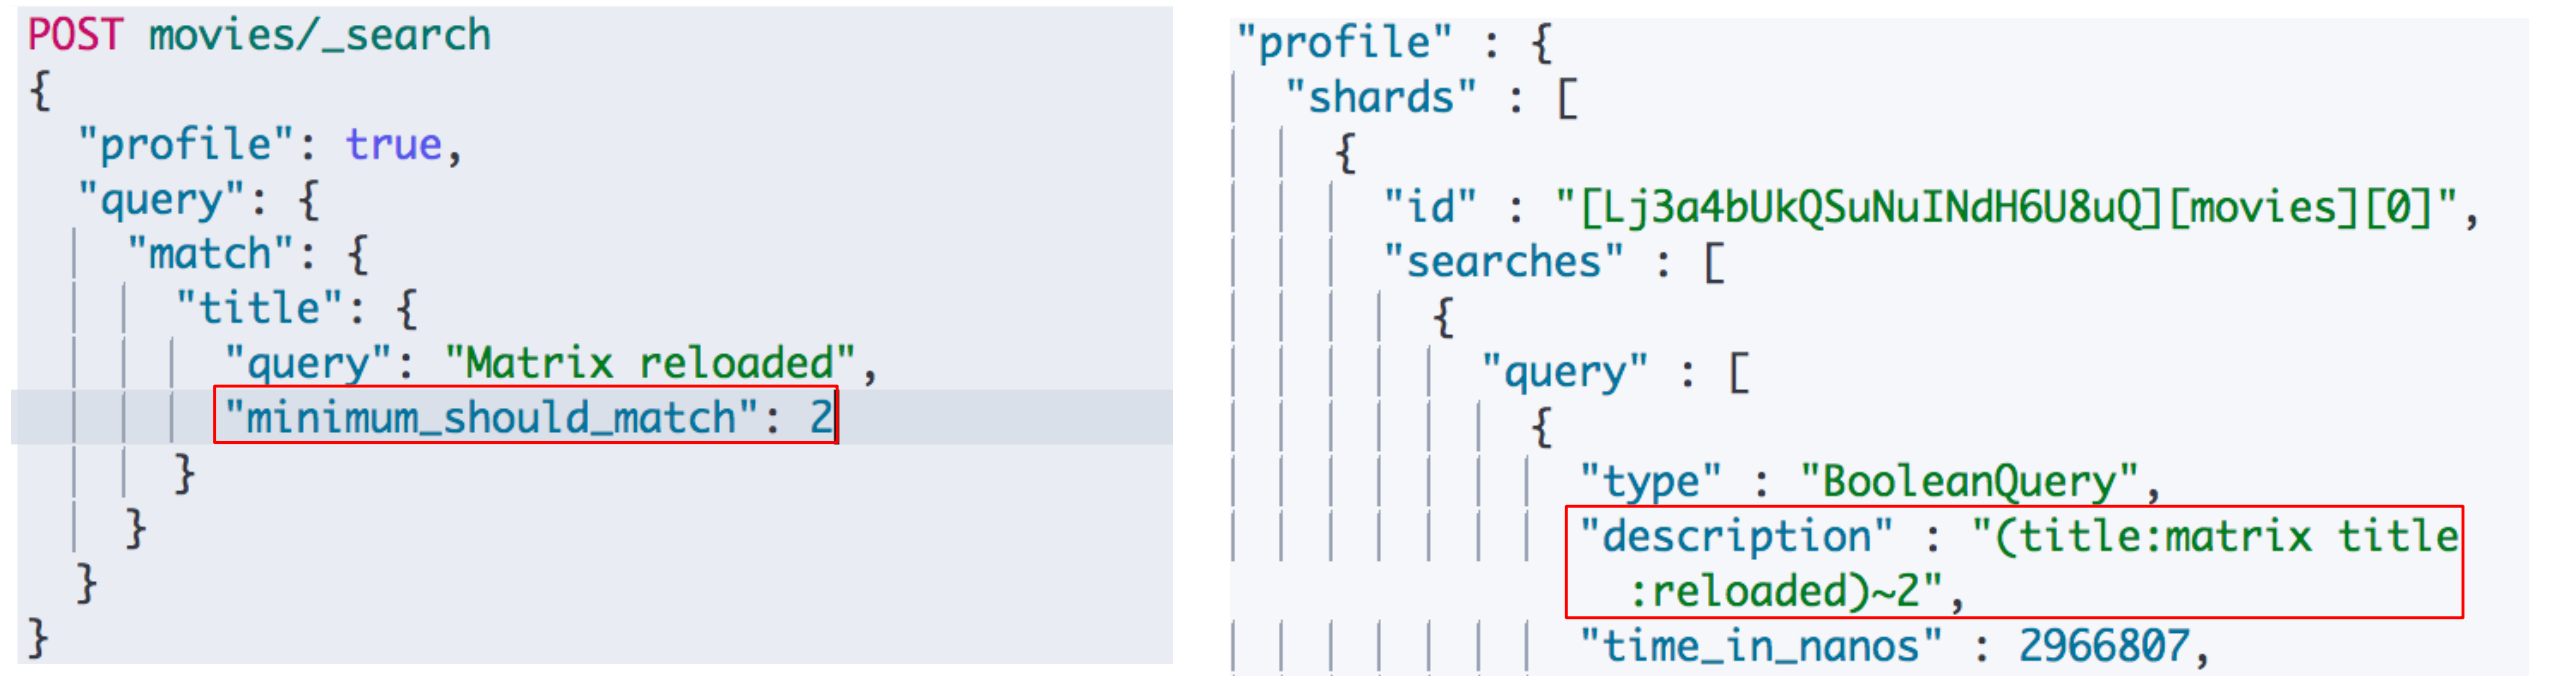 POST movies/_search
{
  "profile": true,
  "query": {
    "match": {
      "title": {
        "query": "Matrix reloaded",
        "minimum_should_match": 2
      }
    }
  }
}
"profile" : {
  "shards" : [
    {
      "id" : "[Lj3a4bUkQSuNuINdH6U8uQ][movies][0]",
      "searches" : [
        {
          "query" : [
            {
              "type" : "BooleanQuery",
              "description" : "(title:matrix title
                :reloaded)~2",
              "time_in_nanos" : 2966807,